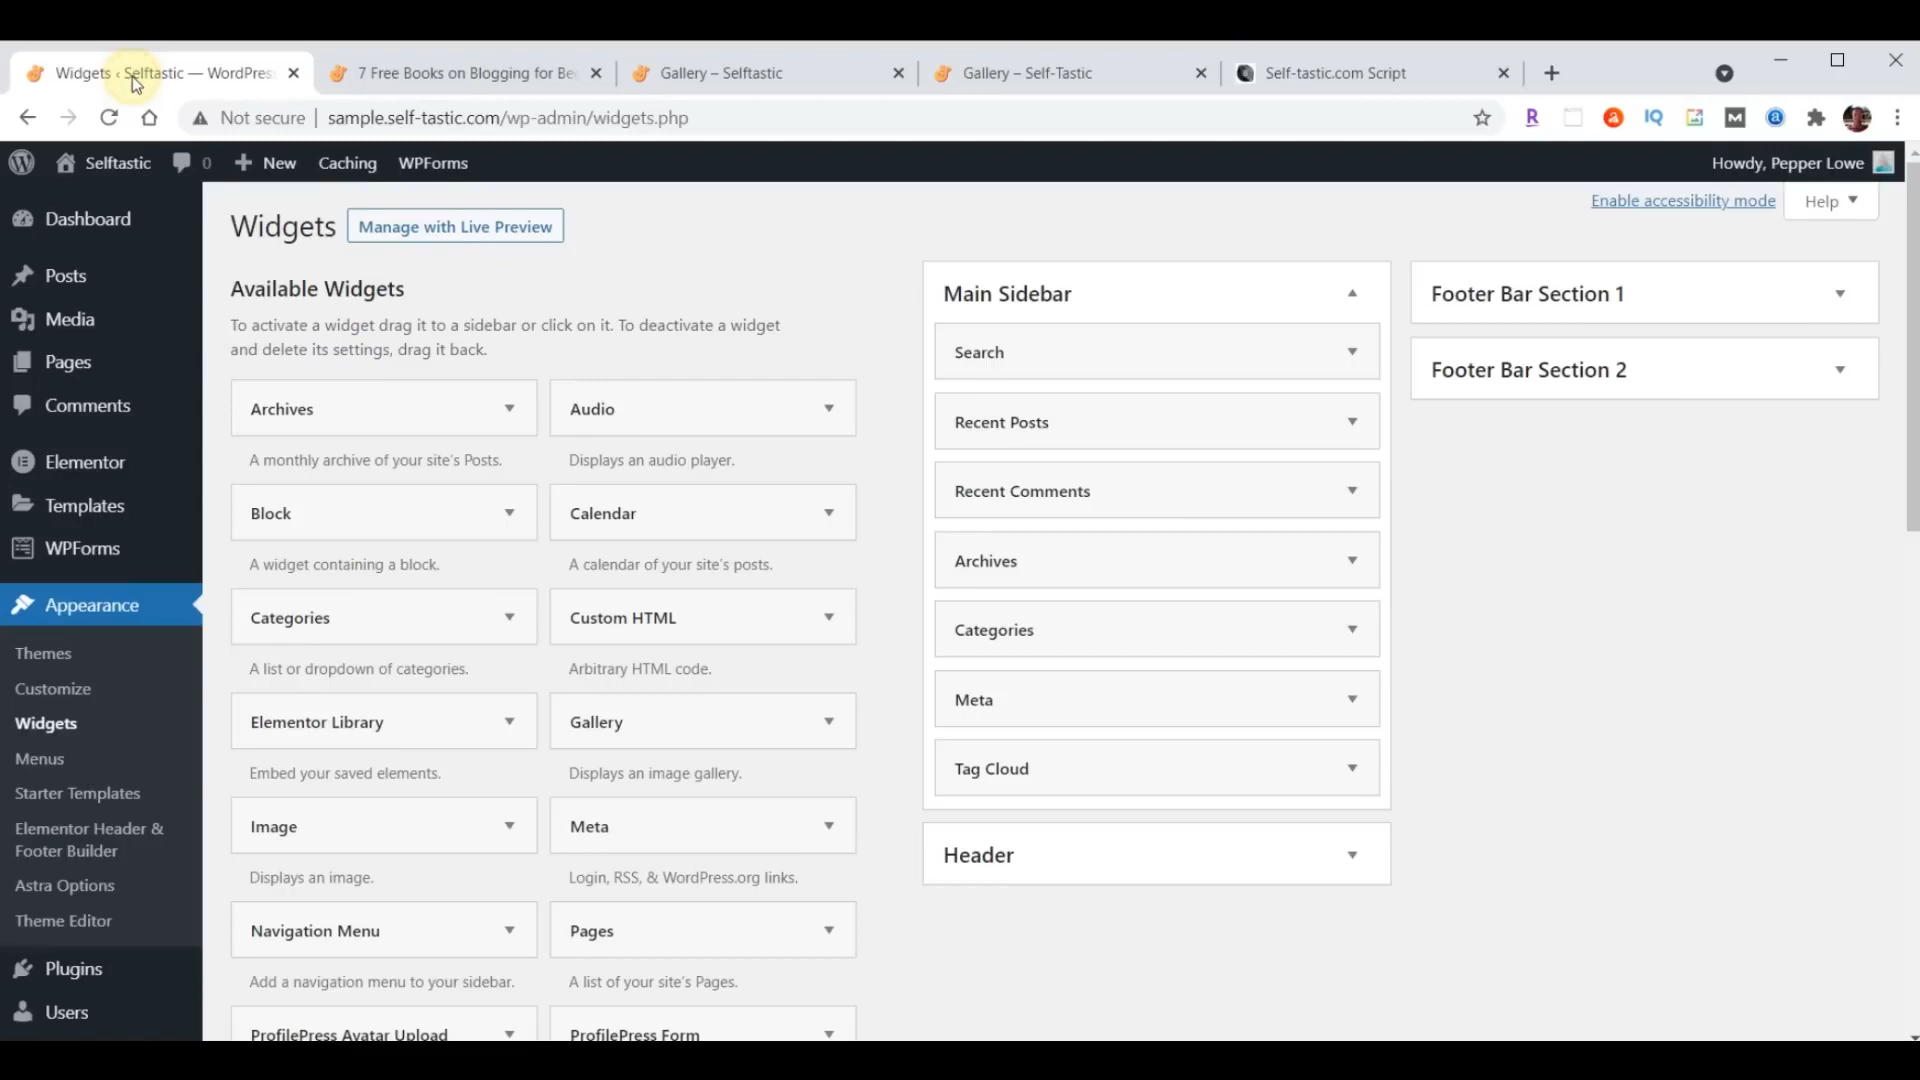 Widgets ‹ Selftastic — WordPres
7 Free Books on Blogging for Be
Gallery – Selftastic
Gallery – Self-Tastic
Self-tastic.com Script
Not secure
sample.self-tastic.com/wp-admin/widgets.php
Selftastic
0
New
Caching
WPForms
Howdy, Pepper Lowe
Dashboard
Posts
Media
Pages
Comments
Elementor
Templates
WPForms
Appearance
Themes
Customize
Widgets
Menus
Starter Templates
Elementor Header &
Footer Builder
Astra Options
Theme Editor
Plugins
Users
Enable accessibility mode
Help
Widgets
Manage with Live Preview
Available Widgets
To activate a widget drag it to a sidebar or click on it. To deactivate a widget
and delete its settings, drag it back.
Archives
A monthly archive of your site's Posts.
Audio
Displays an audio player.
Block
A widget containing a block.
Calendar
A calendar of your site's posts.
Categories
A list or dropdown of categories.
Custom HTML
Arbitrary HTML code.
Elementor Library
Embed your saved elements.
Gallery
Displays an image gallery.
Image
Displays an image.
Meta
Login, RSS, & WordPress.org links.
Navigation Menu
Add a navigation menu to your sidebar.
Pages
A list of your site's Pages.
ProfilePress Avatar Upload
ProfilePress Form
Main Sidebar
Search
Recent Posts
Recent Comments
Archives
Categories
Meta
Tag Cloud
Header
Footer Bar Section 1
Footer Bar Section 2
R
a
IQ
M
a